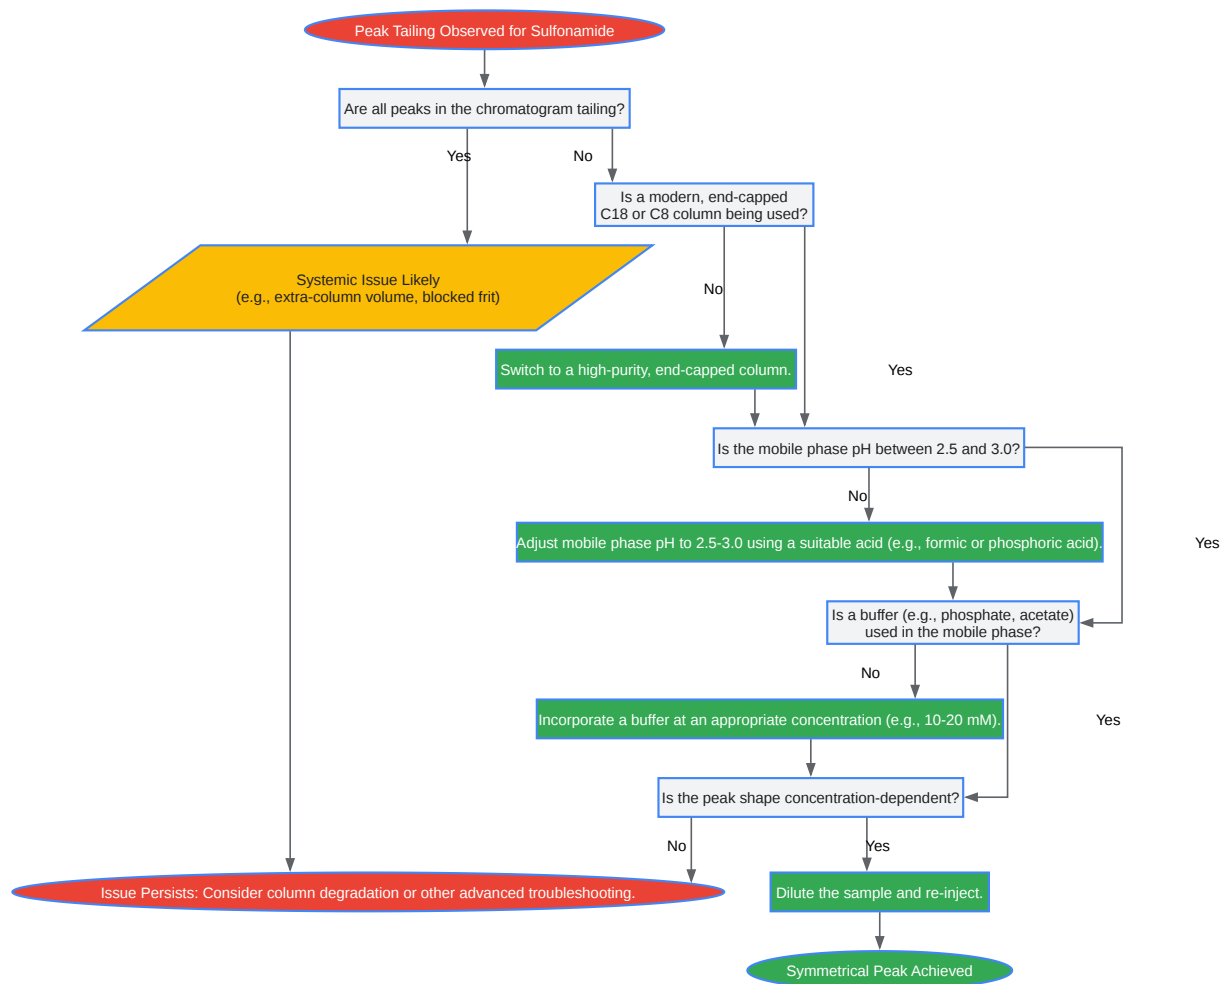 Peak Tailing Observed for Sulfonamide
Are all peaks in the chromatogram tailing?
Yes
No
Is a modern, end-capped
C18 or C8 column being used?
Systemic Issue Likely
(e.g., extra-column volume, blocked frit)
No
Switch to a high-purity, end-capped column.
Yes
Is the mobile phase pH between 2.5 and 3.0?
No
Adjust mobile phase pH to 2.5-3.0 using a suitable acid (e.g., formic or phosphoric acid).
Yes
Is a buffer (e.g., phosphate, acetate)
used in the mobile phase?
No
Incorporate a buffer at an appropriate concentration (e.g., 10-20 mM).
Yes
Is the peak shape concentration-dependent?
No
Yes
Issue Persists: Consider column degradation or other advanced troubleshooting.
Dilute the sample and re-inject.
Symmetrical Peak Achieved